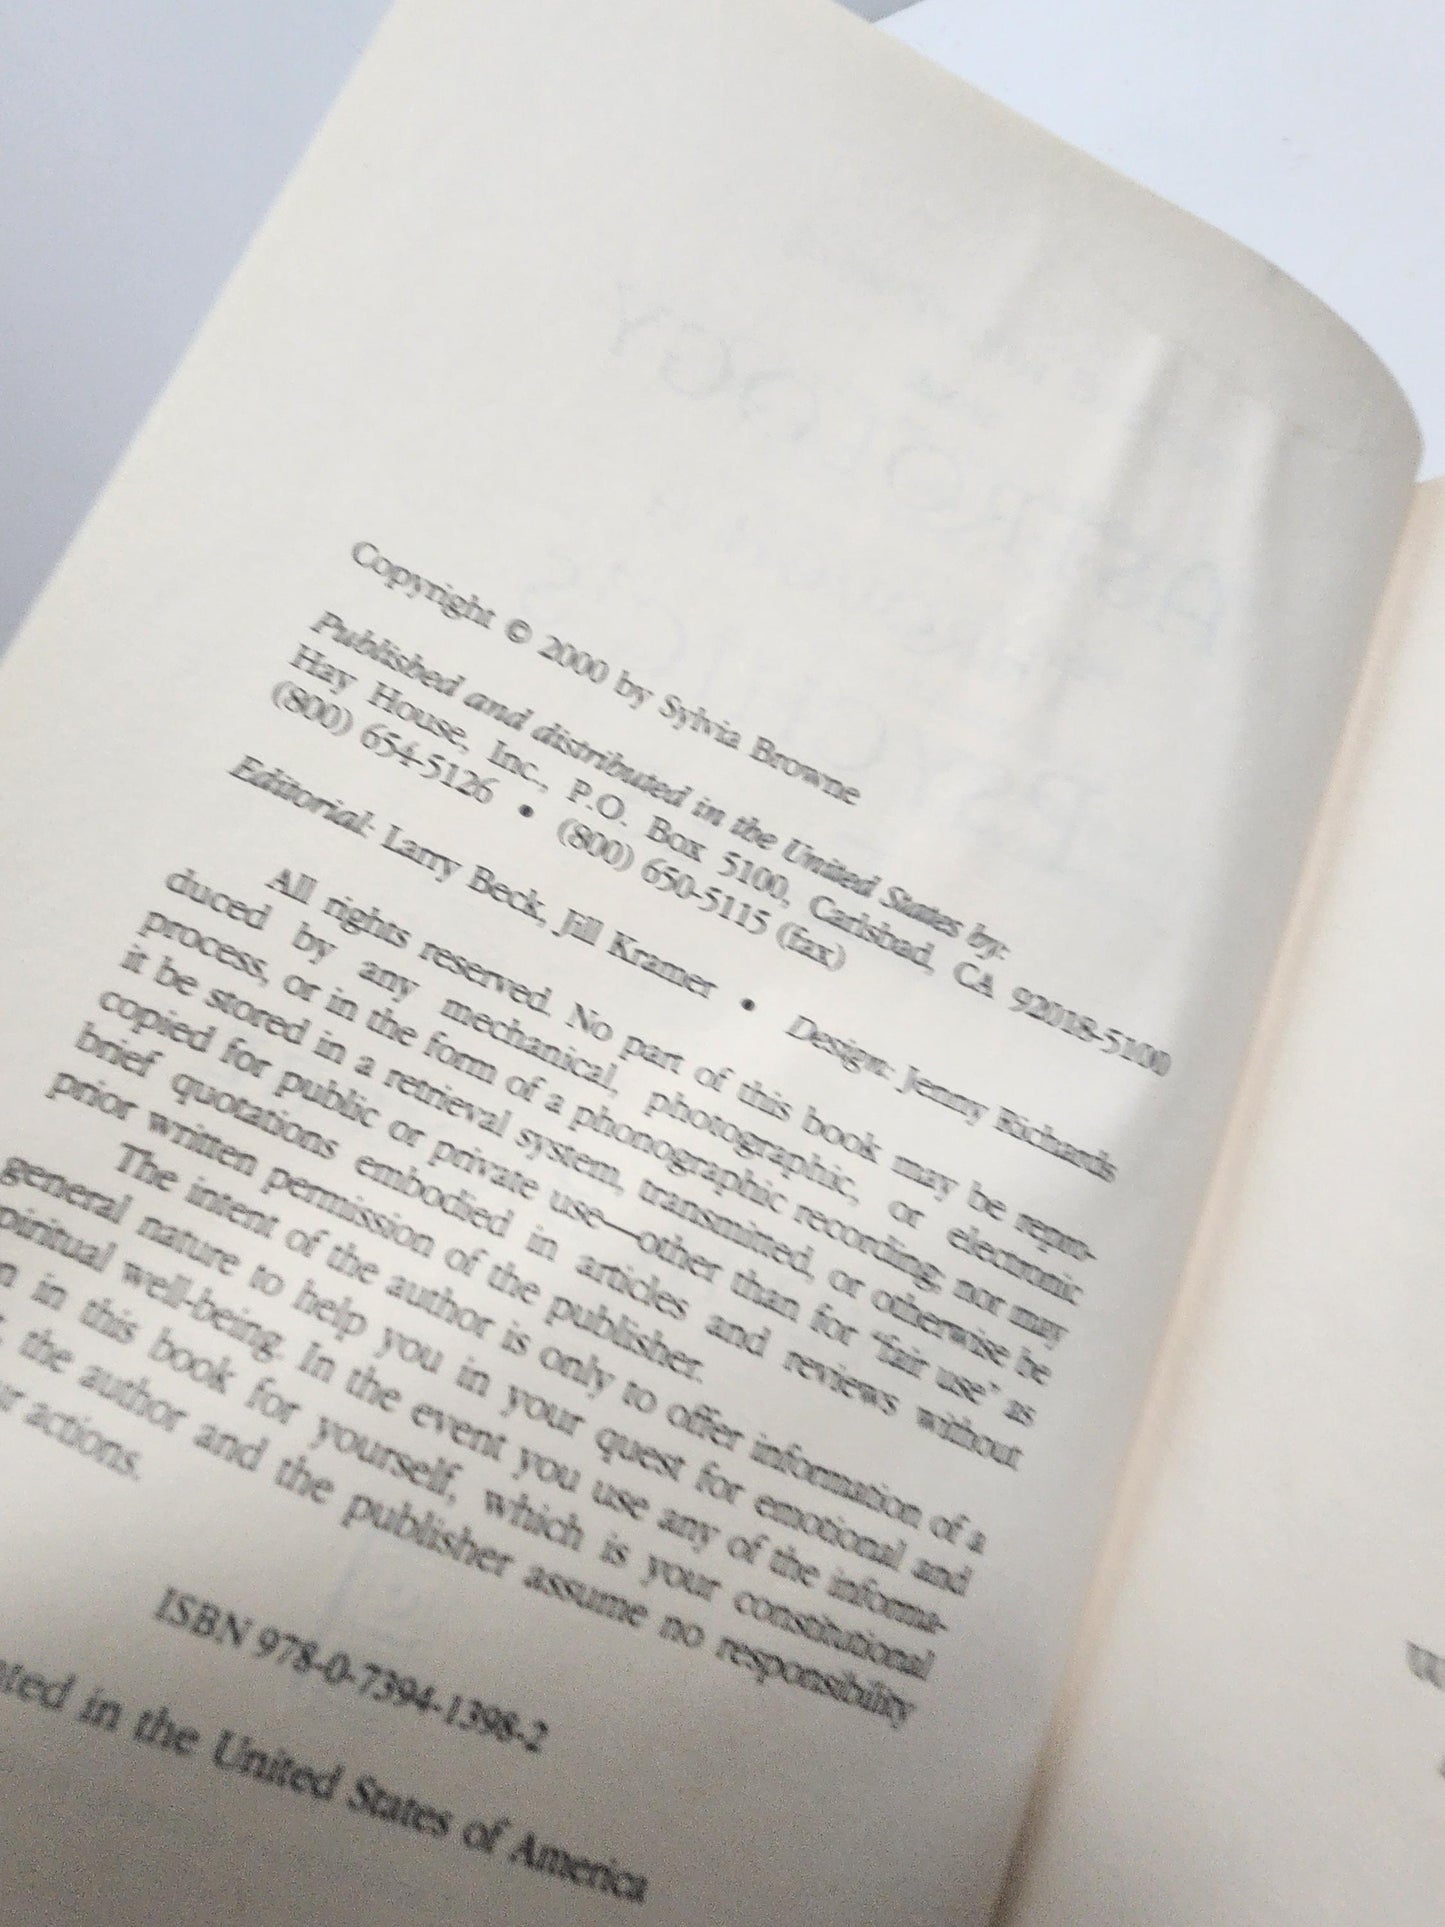 Copyright © 2000 by Sylvia Browne
Published and distributed in the United States by:
Hay House, Inc., P.O. Box 5100, Carlsbad, CA 92018-5100
(800) 654-5126 • (800) 650-5115 (fax)
Editorial: Larry Beck, Jill Kramer • Design: Jenny Richards
All rights reserved. No part of this book may be repro-
duced by any mechanical, photographic, or electronic
process, or in the form of a phonographic recording; nor may
it be stored in a retrieval system, transmitted, or otherwise be
copied for public or private use—other than for "fair use" as
brief quotations embodied in articles and reviews without
prior written permission of the publisher.
The intent of the author is only to offer information of a
general nature to help you in your quest for emotional and
spiritual well-being. In the event you use any of the informa-
n in this book for yourself, which is your constitutional
the author and the publisher assume no responsibility
ur actions.
ISBN 978-0-7394-1398-2
nted in the United States of America